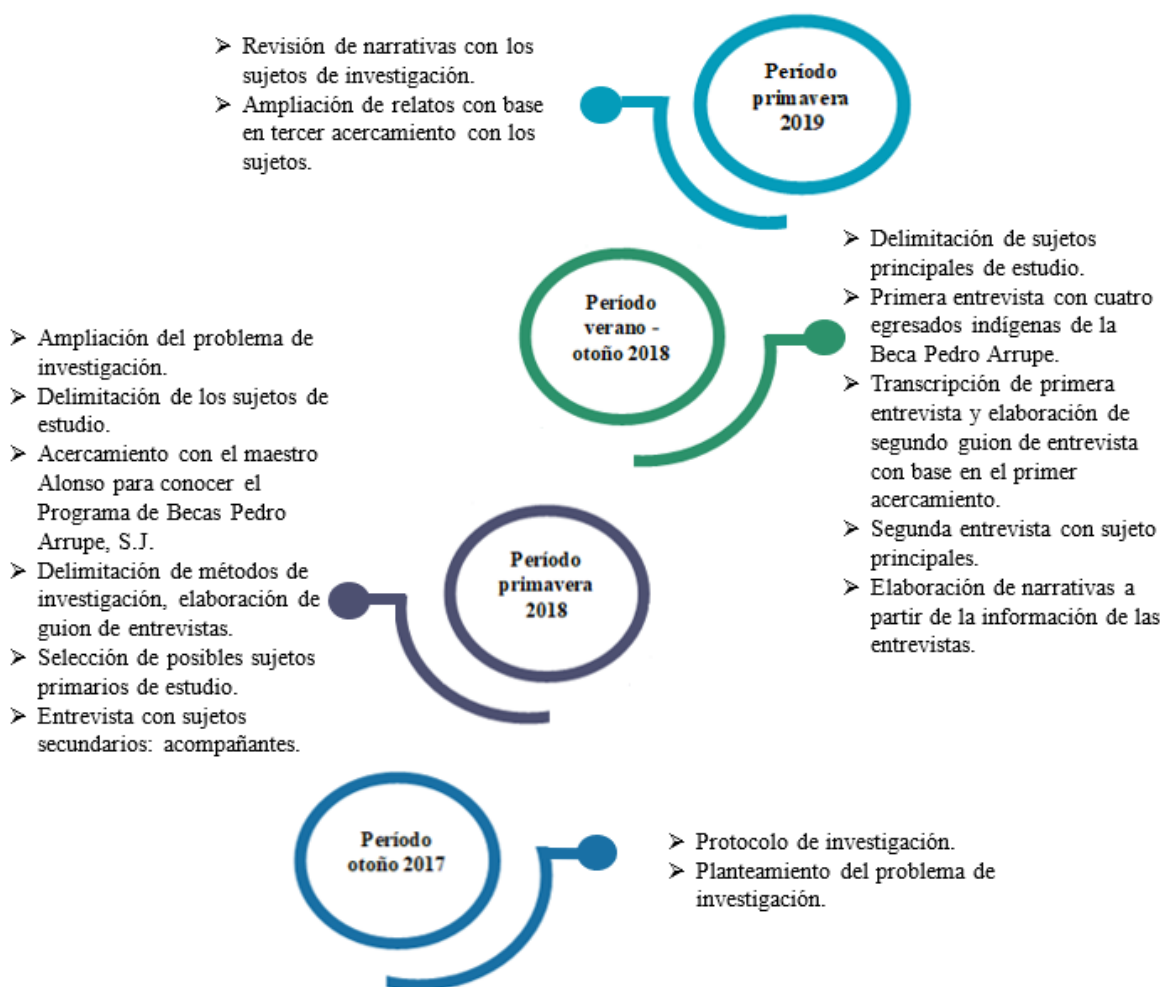 ➢ Revisión de narrativas con los
sujetos de investigación.
➢ Ampliación de relatos con base
en tercer acercamiento con los
sujetos.
Período
primavera
2019
Período
verano -
otoño 2018
➢ Delimitación de sujetos
principales de estudio.
➢ Primera entrevista con cuatro
egresados indígenas de la
Beca Pedro Arrupe.
➢ Transcripción de primera
entrevista y elaboración de
segundo guion de entrevista
con base en el primer
acercamiento.
➢ Segunda entrevista con sujeto
principales.
➢ Elaboración de narrativas a
partir de la información de las
entrevistas.
➢ Ampliación del problema de
investigación.
➢ Delimitación de los sujetos de
estudio.
➢ Acercamiento con el maestro
Alonso para conocer el
Programa de Becas Pedro
Arrupe, S.J.
➢ Delimitación de métodos de
investigación, elaboración de
guion de entrevistas.
➢ Selección de posibles sujetos
primarios de estudio.
➢ Entrevista con sujetos
secundarios: acompañantes.
Período
primavera
2018
Período
otoño 2017
➢ Protocolo de investigación.
➢ Planteamiento del problema de
investigación.